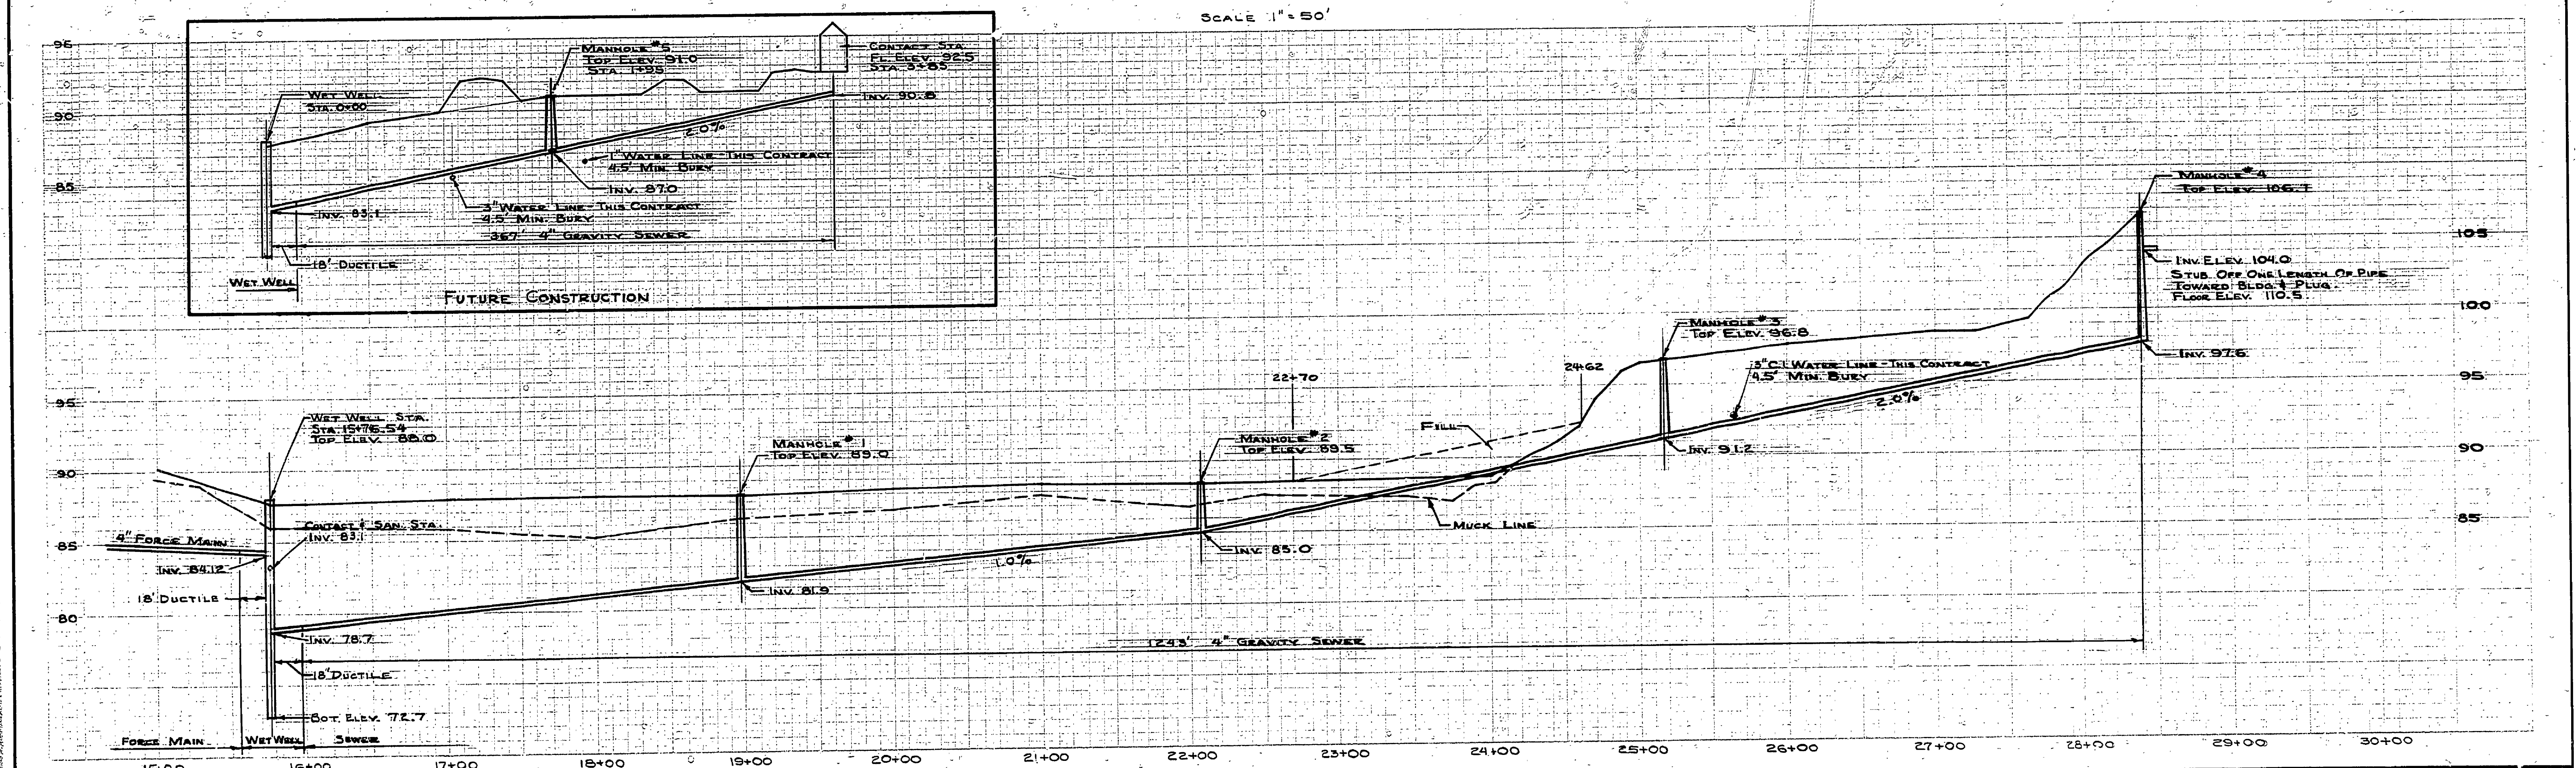 SCALE 1" = 50'
95
90
85
MANHOLE #5
TOP ELEV. 91.0
STA. 1+95
CONTACT STA.
FL. ELEV. 92.5
STA. 3+85
WET WELL
STA. 0+00
INV. 90.8
2.0%
1" WATER LINE - THIS CONTRACT
4.5' MIN. BURY
INV. 87.0
3" WATER LINE - THIS CONTRACT
4.5' MIN. BURY
INV. 83.1
367' 4" GRAVITY SEWER
18' DUCTILE
WET WELL
FUTURE CONSTRUCTION
MANHOLE #4
TOP ELEV. 106.7
105
INV. ELEV. 104.0
STUB OFF ONE LENGTH OF PIPE
TOWARD BLDG. & PLUG
FLOOR ELEV. 110.5
100
MANHOLE #3
TOP ELEV. 96.8
INV. 97.6
24+62
22+70
3" C.I. WATER LINE - THIS CONTRACT
4.5' MIN. BURY
95
95
2.0%
WET WELL STA.
STA. 15+76.54
TOP ELEV. 88.0
MANHOLE #1
TOP ELEV. 89.0
MANHOLE #2
TOP ELEV. 89.5
FILL
90
90
INV. 91.2
CONTACT & SAN. STA.
INV. 83.1
MUCK LINE
85
85
4" FORCE MAIN
INV. 84.12
INV. 85.0
1.0%
18' DUCTILE
INV. 81.9
80
INV. 78.7
1243' 4" GRAVITY SEWER
18' DUCTILE
BOT. ELEV. 72.7
FORCE MAIN
WET WELL
SEWER
15+00
16+00
17+00
18+00
19+00
20+00
21+00
22+00
23+00
24+00
25+00
26+00
27+00
28+00
29+00
30+00